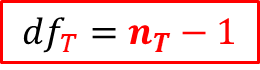 df_T = n_T − 1